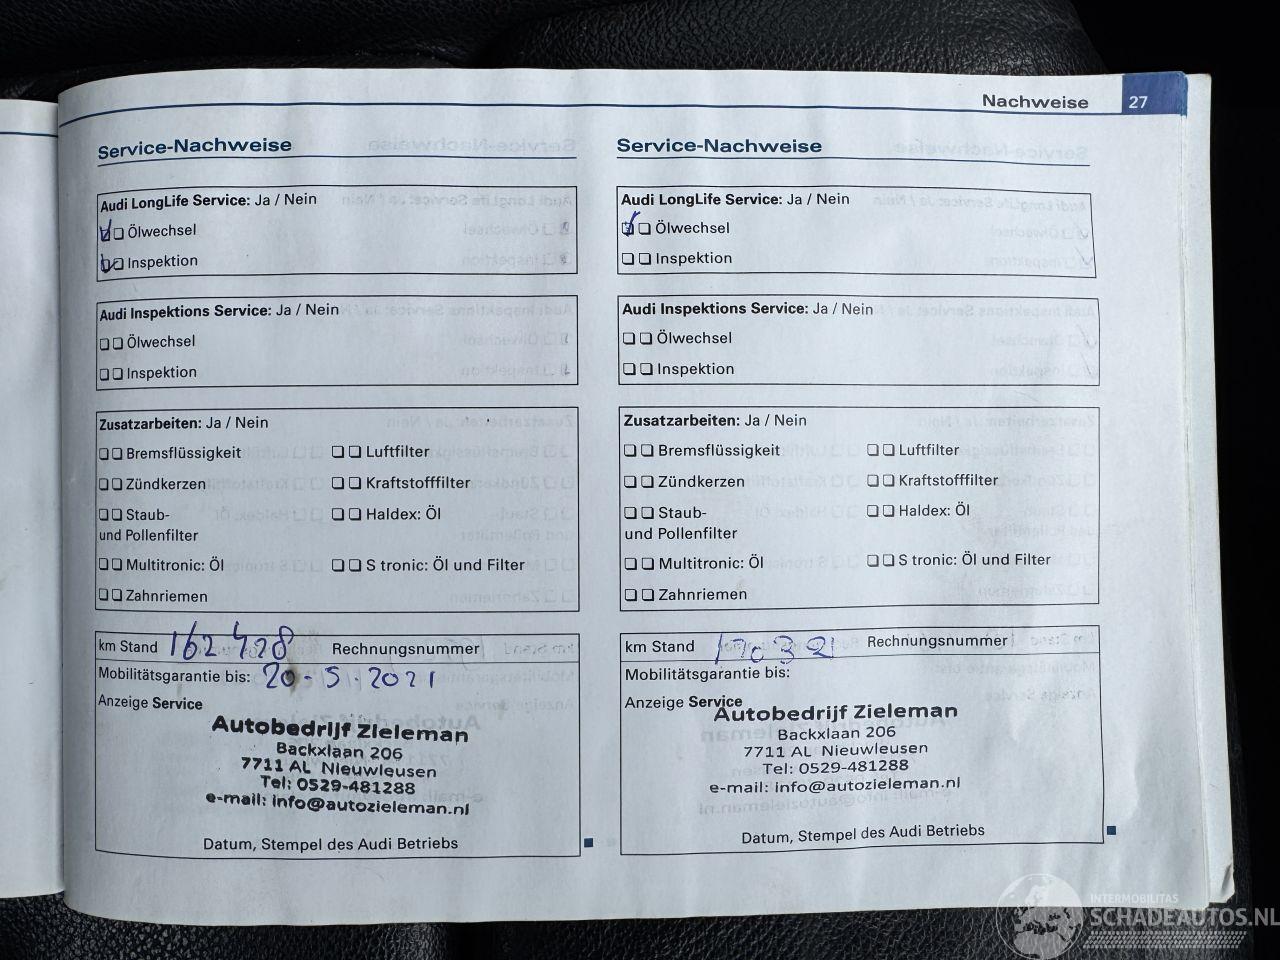 Nachweise 27
Service-Nachweise
Audi LongLife Service: Ja / Nein
Ölwechsel
Inspektion
Audi Inspektions Service: Ja / Nein
Ölwechsel
Inspektion
Zusatzarbeiten: Ja / Nein
Bremsflüssigkeit Luftfilter
Zündkerzen Kraftstofffilter
Staub- Haldex: Öl
und Pollenfilter
Multitronic: Öl S tronic: Öl und Filter
Zahnriemen
km Stand 162.428 Rechnungsnummer
Mobilitätsgarantie bis: 20-5-2021
Anzeige Service
Autobedrijf Zieleman
Backxlaan 206
7711 AL Nieuwleusen
Tel: 0529-481288
e-mail: info@autozieleman.nl
Datum, Stempel des Audi Betriebs
Service-Nachweise
Audi LongLife Service: Ja / Nein
Ölwechsel
Inspektion
Audi Inspektions Service: Ja / Nein
Ölwechsel
Inspektion
Zusatzarbeiten: Ja / Nein
Bremsflüssigkeit Luftfilter
Zündkerzen Kraftstofffilter
Staub- Haldex: Öl
und Pollenfilter
Multitronic: Öl S tronic: Öl und Filter
Zahnriemen
km Stand Rechnungsnummer
Mobilitätsgarantie bis:
Anzeige Service
Autobedrijf Zieleman
Backxlaan 206
7711 AL Nieuwleusen
Tel: 0529-481288
e-mail: info@autozieleman.nl
Datum, Stempel des Audi Betriebs
INTERMOBILITAS
SCHADEAUTOS.NL